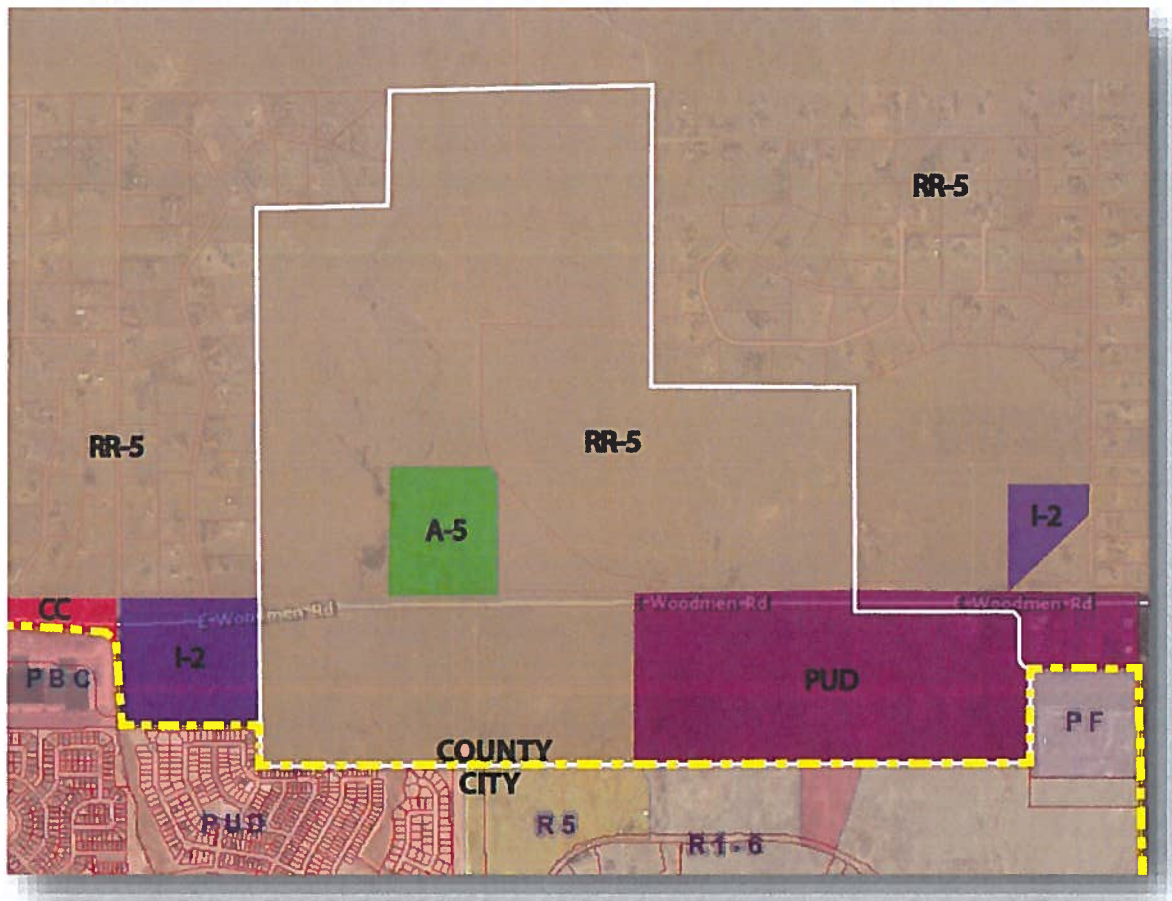 RR-5
RR-5
RR-5
A-5
I-2
CC
E-Woodmen-Rd
E-Woodmen-Rd
E-Woodmen-Rd
I-2
PBC
PUD
PF
COUNTY
CITY
PUD
R5
R1-6